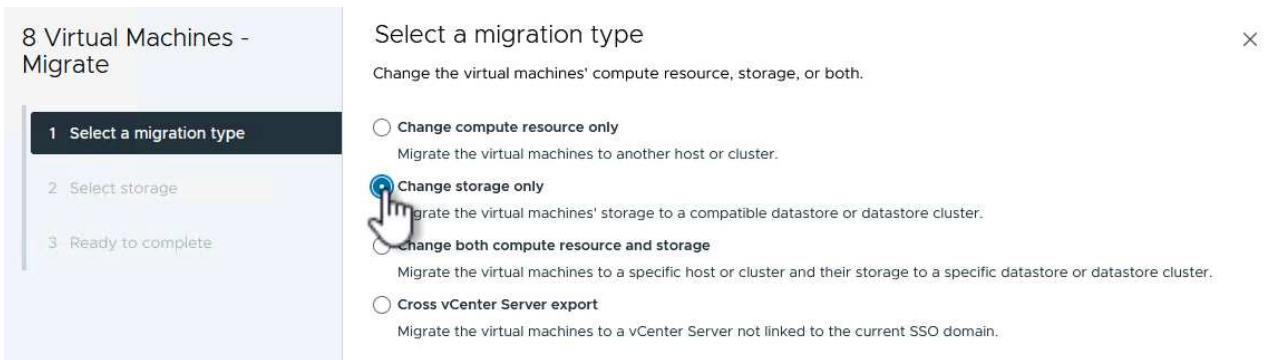 8 Virtual Machines -
Migrate
1 Select a migration type
2 Select storage
3 Ready to complete
Select a migration type
Change the virtual machines' compute resource, storage, or both.
Change compute resource only
Migrate the virtual machines to another host or cluster.
Change storage only
grate the virtual machines' storage to a compatible datastore or datastore cluster.
Change both compute resource and storage
Migrate the virtual machines to a specific host or cluster and their storage to a specific datastore or datastore cluster.
Cross vCenter Server export
Migrate the virtual machines to a vCenter Server not linked to the current SSO domain.